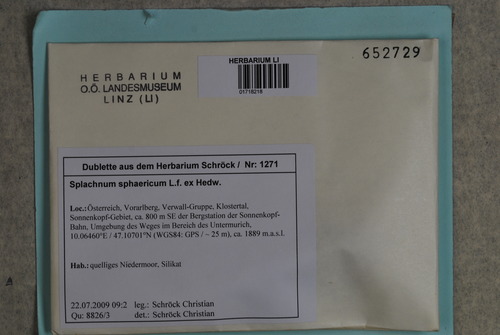 HERBARIUM
O.Ö. LANDESMUSEUM
LINZ (LI)
HERBARIUM LI
01718218
652729
Dublette aus dem Herbarium Schröck / Nr: 1271
Splachnum sphaericum L.f. ex Hedw.
Loc.: Österreich, Vorarlberg, Verwall-Gruppe, Klostertal,
Sonnenkopf-Gebiet, ca. 800 m SE der Bergstation der Sonnenkopf-
Bahn, Umgebung des Weges im Bereich des Untermurich,
10.06460°E / 47.10701°N (WGS84: GPS / ~ 25 m), ca. 1889 m.a.s.l.
Hab.: quelliges Niedermoor, Silikat
22.07.2009 09:2 leg.: Schröck Christian
Qu: 8826/3 det.: Schröck Christian